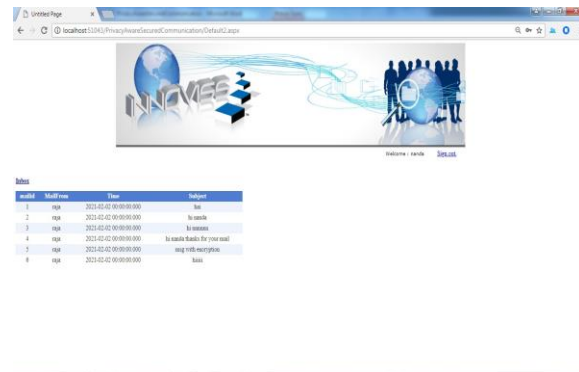 Untitled Page
localhost:51043/PrivacyAwareSecuredCommunication/Default2.aspx
INNOVEE
Welcome : nanda Sign out
Inbox
mailid MailFrom Time Subject
1 raja 2021-02-02 00:00:00.000 hai
2 raja 2021-02-02 00:00:00.000 hi nanda
3 raja 2021-02-02 00:00:00.000 hi
4 raja 2021-02-02 00:00:00.000 hi nanda thanks for your mail
5 raja 2021-02-02 00:00:00.000 msg with encryption
raja 2021-02-02 00:00:00.000